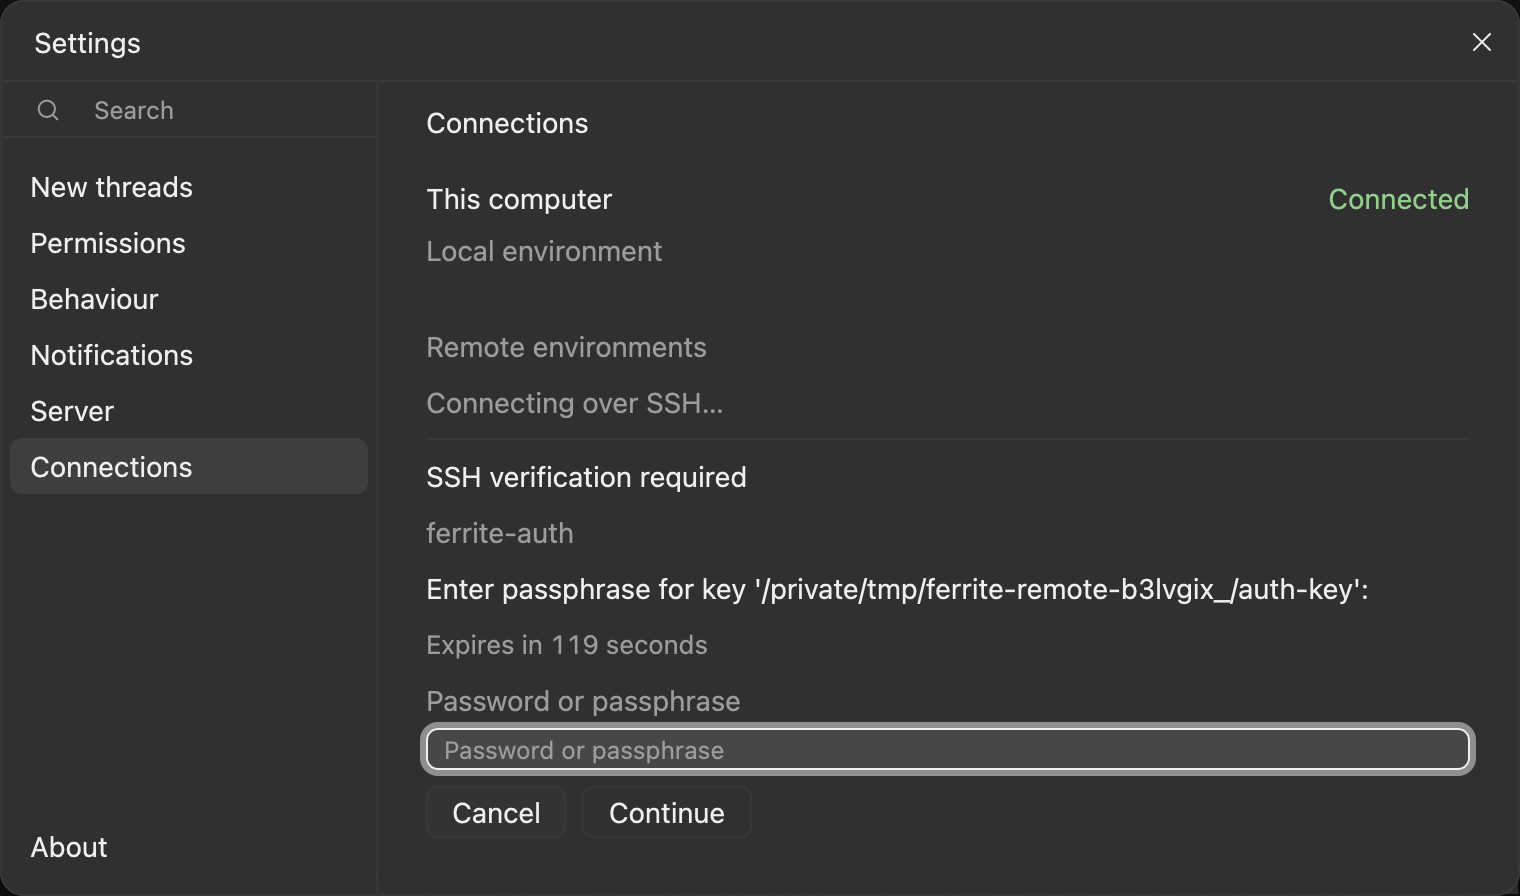 Settings
Search
New threads
Permissions
Behaviour
Notifications
Server
Connections
About
Connections
This computer
Connected
Local environment
Remote environments
Connecting over SSH...
SSH verification required
ferrite-auth
Enter passphrase for key '/private/tmp/ferrite-remote-b3lvgix_/auth-key':
Expires in 119 seconds
Password or passphrase
Password or passphrase
Cancel
Continue